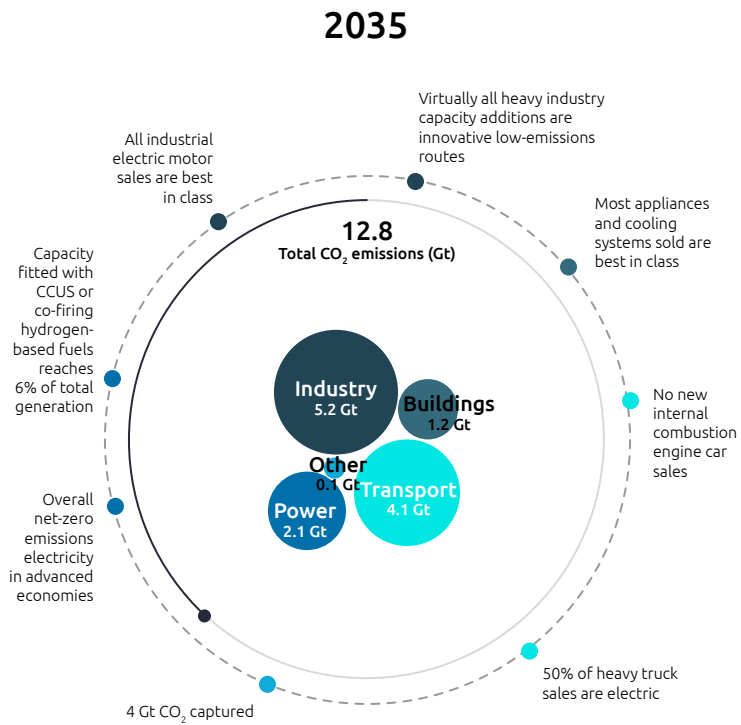 2035
Virtually all heavy industry
capacity additions are
innovative low-emissions
routes
All industrial
electric motor
sales are best
in class
Most appliances
and cooling
systems sold are
best in class
12.8
Total CO₂ emissions (Gt)
Capacity
fitted with
CCUS or
co-firing
hydrogen-
based fuels
reaches
6% of total
generation
Industry
5.2 Gt
Buildings
1.2 Gt
No new
internal
combustion
engine car
sales
Other
0.1 Gt
Transport
4.1 Gt
Power
2.1 Gt
Overall
net-zero
emissions
electricity
in advanced
economies
50% of heavy truck
sales are electric
4 Gt CO₂ captured